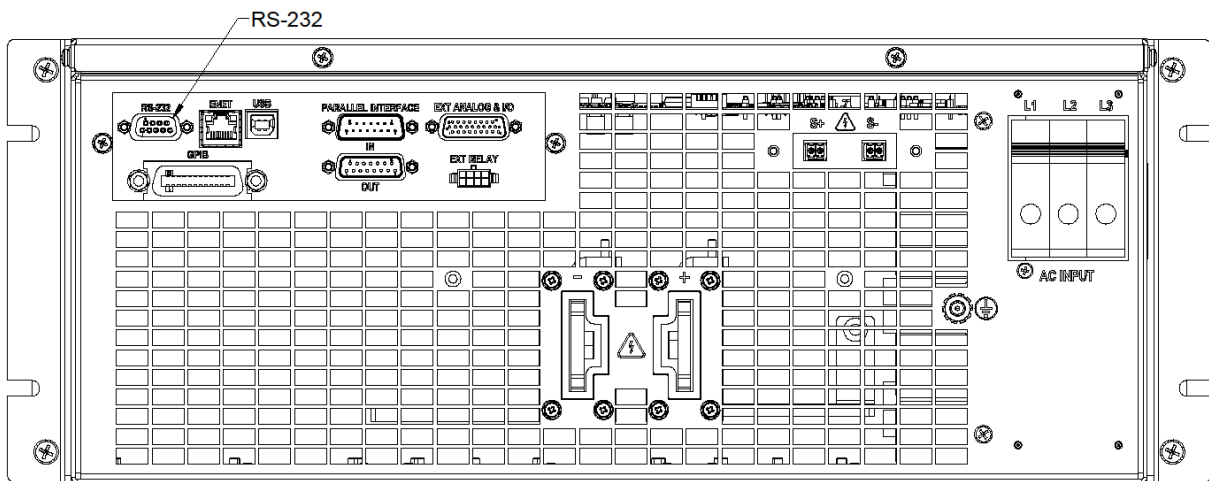 RS-232
RS-232
ENET
USB
PARALLEL INTERFACE
EXT ANALOG & I/O
IN
GPIB
OUT
EXT RELAY
S+
S-
L1
L2
L3
- +
AC INPUT